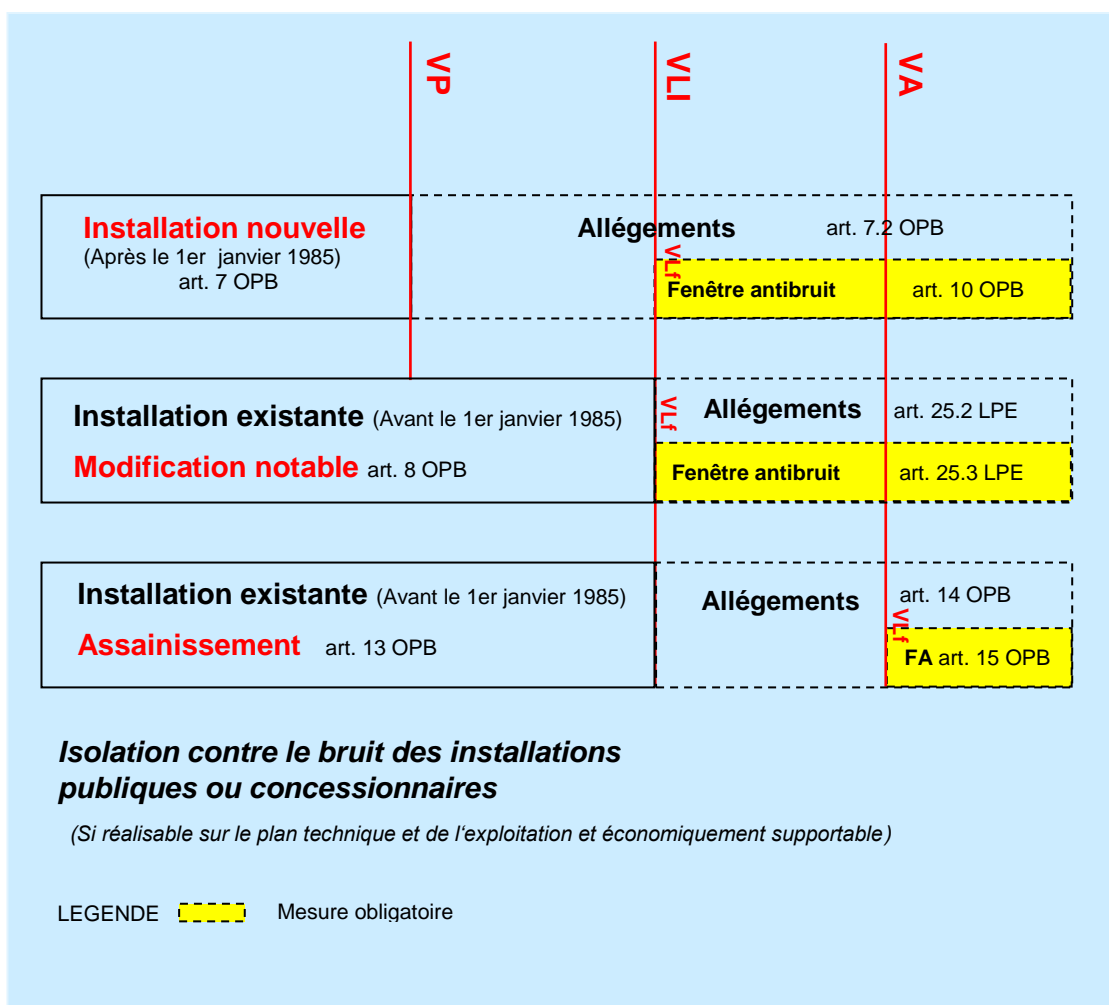 VP
VLI
VA
Installation nouvelle
(Après le 1er janvier 1985)
art. 7 OPB
Allégements art. 7.2 OPB
VLf
Fenêtre antibruit art. 10 OPB
Installation existante (Avant le 1er janvier 1985)
Modification notable art. 8 OPB
VLf
Allégements art. 25.2 LPE
Fenêtre antibruit art. 25.3 LPE
Installation existante (Avant le 1er janvier 1985)
Assainissement art. 13 OPB
Allégements art. 14 OPB
VLf
FA art. 15 OPB
Isolation contre le bruit des installations
publiques ou concessionnaires
(Si réalisable sur le plan technique et de l‘exploitation et économiquement supportable)
LEGENDE Mesure obligatoire